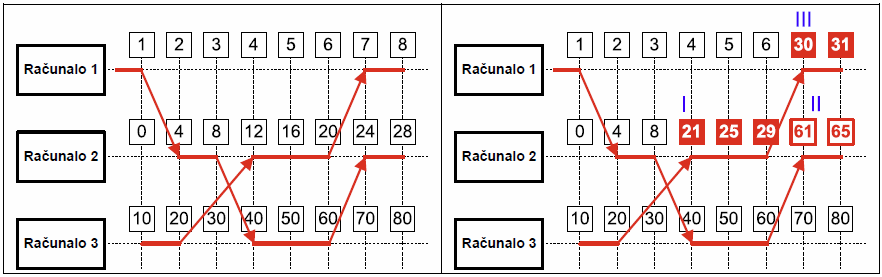 Računalo 1
1 2 3 4 5 6 7 8
Računalo 2
0 4 8 12 16 20 24 28
Računalo 3
10 20 30 40 50 60 70 80
III
Računalo 1
1 2 3 4 5 6 30 31
I II
Računalo 2
0 4 8 21 25 29 61 65
Računalo 3
10 20 30 40 50 60 70 80